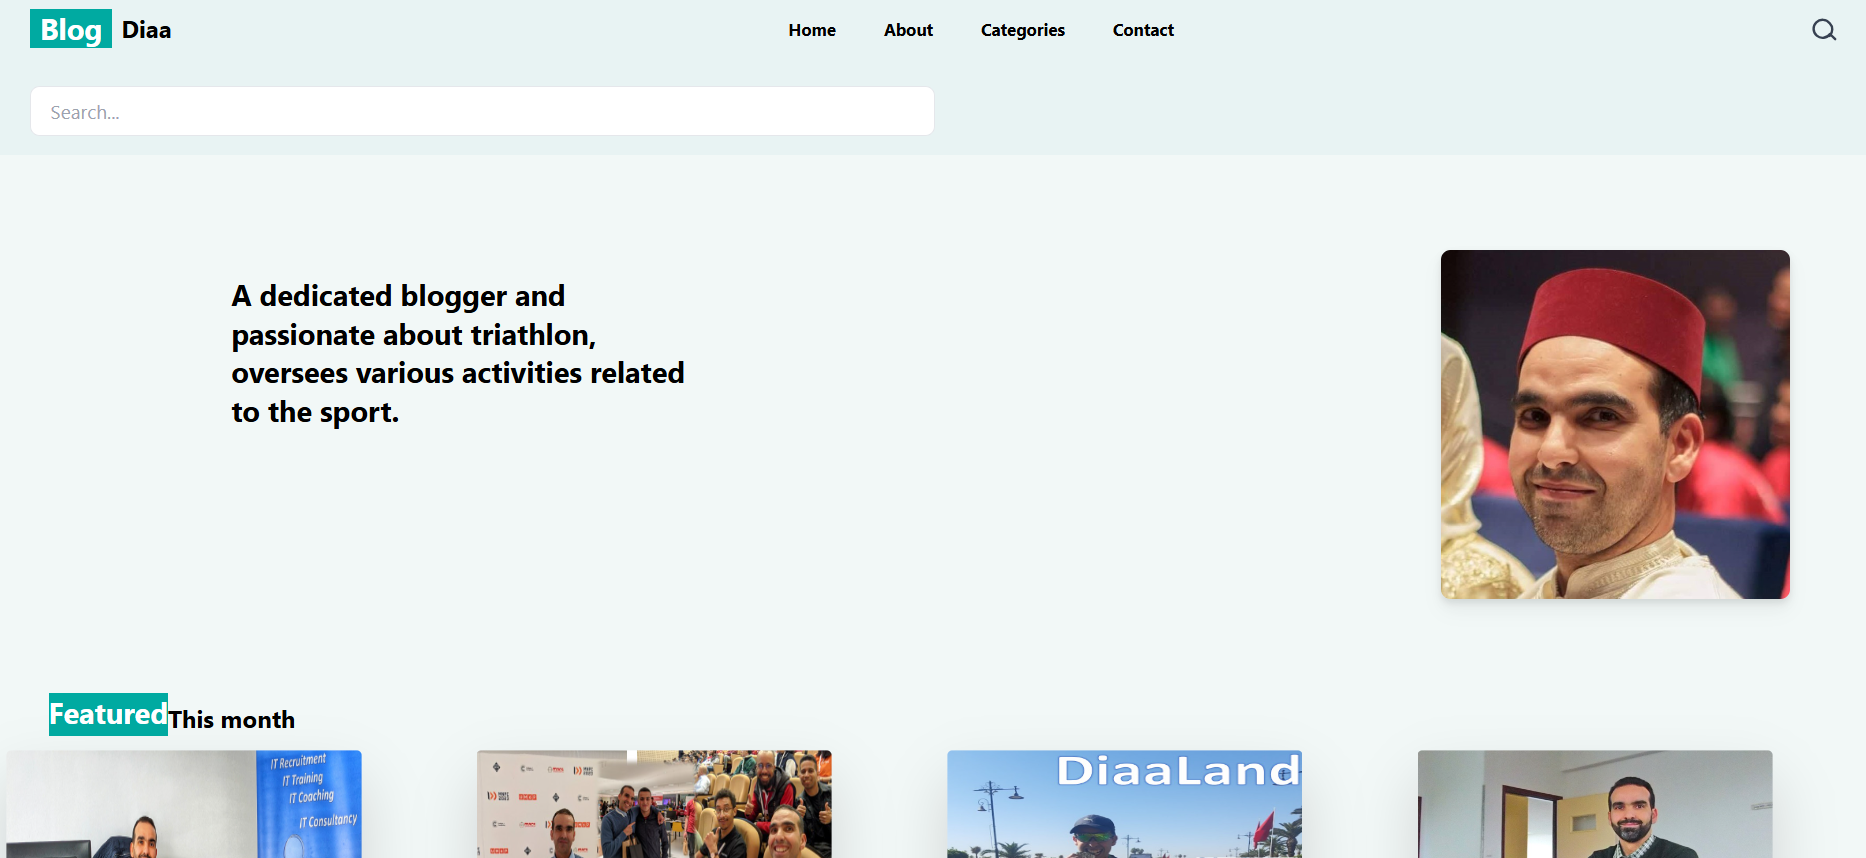 Blog Diaa
Home About Categories Contact
Search...
A dedicated blogger and
passionate about triathlon,
oversees various activities related
to the sport.
Featured This month
IT Recruitment
IT Training
IT Coaching
IT Consultancy
DiaaLand